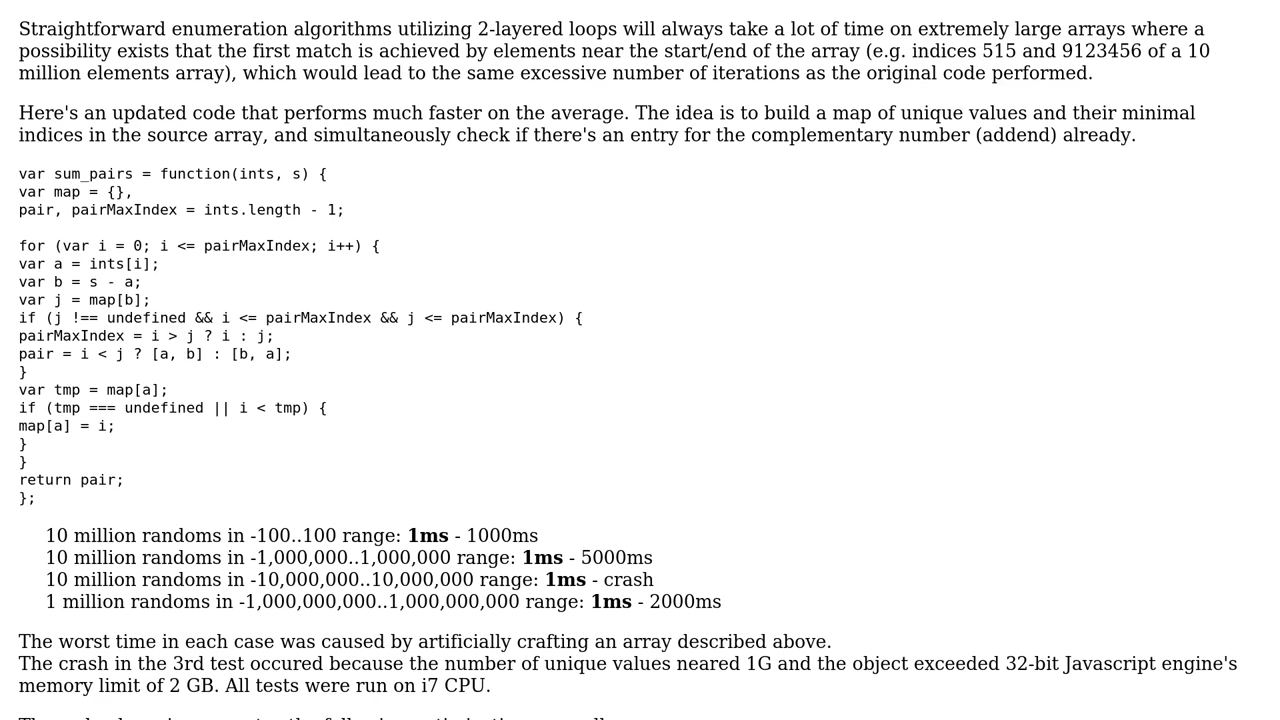 Straightforward enumeration algorithms utilizing 2-layered loops will always take a lot of time on extremely large arrays where a
possibility exists that the first match is achieved by elements near the start/end of the array (e.g. indices 515 and 9123456 of a 10
million elements array), which would lead to the same excessive number of iterations as the original code performed.
Here's an updated code that performs much faster on the average. The idea is to build a map of unique values and their minimal
indices in the source array, and simultaneously check if there's an entry for the complementary number (addend) already.
var sum_pairs = function(ints, s) {
var map = {},
pair, pairMaxIndex = ints.length - 1;
for (var i = 0; i <= pairMaxIndex; i++) {
var a = ints[i];
var b = s - a;
var j = map[b];
if (j !== undefined && i <= pairMaxIndex && j <= pairMaxIndex) {
pairMaxIndex = i > j ? i : j;
pair = i < j ? [a, b] : [b, a];
}
var tmp = map[a];
if (tmp === undefined || i < tmp) {
map[a] = i;
}
}
return pair;
};
10 million randoms in -100..100 range: 1ms - 1000ms
10 million randoms in -1,000,000..1,000,000 range: 1ms - 5000ms
10 million randoms in -10,000,000..10,000,000 range: 1ms - crash
1 million randoms in -1,000,000,000..1,000,000,000 range: 1ms - 2000ms
The worst time in each case was caused by artificially crafting an array described above.
The crash in the 3rd test occured because the number of unique values neared 1G and the object exceeded 32-bit Javascript engine's
memory limit of 2 GB. All tests were run on i7 CPU.